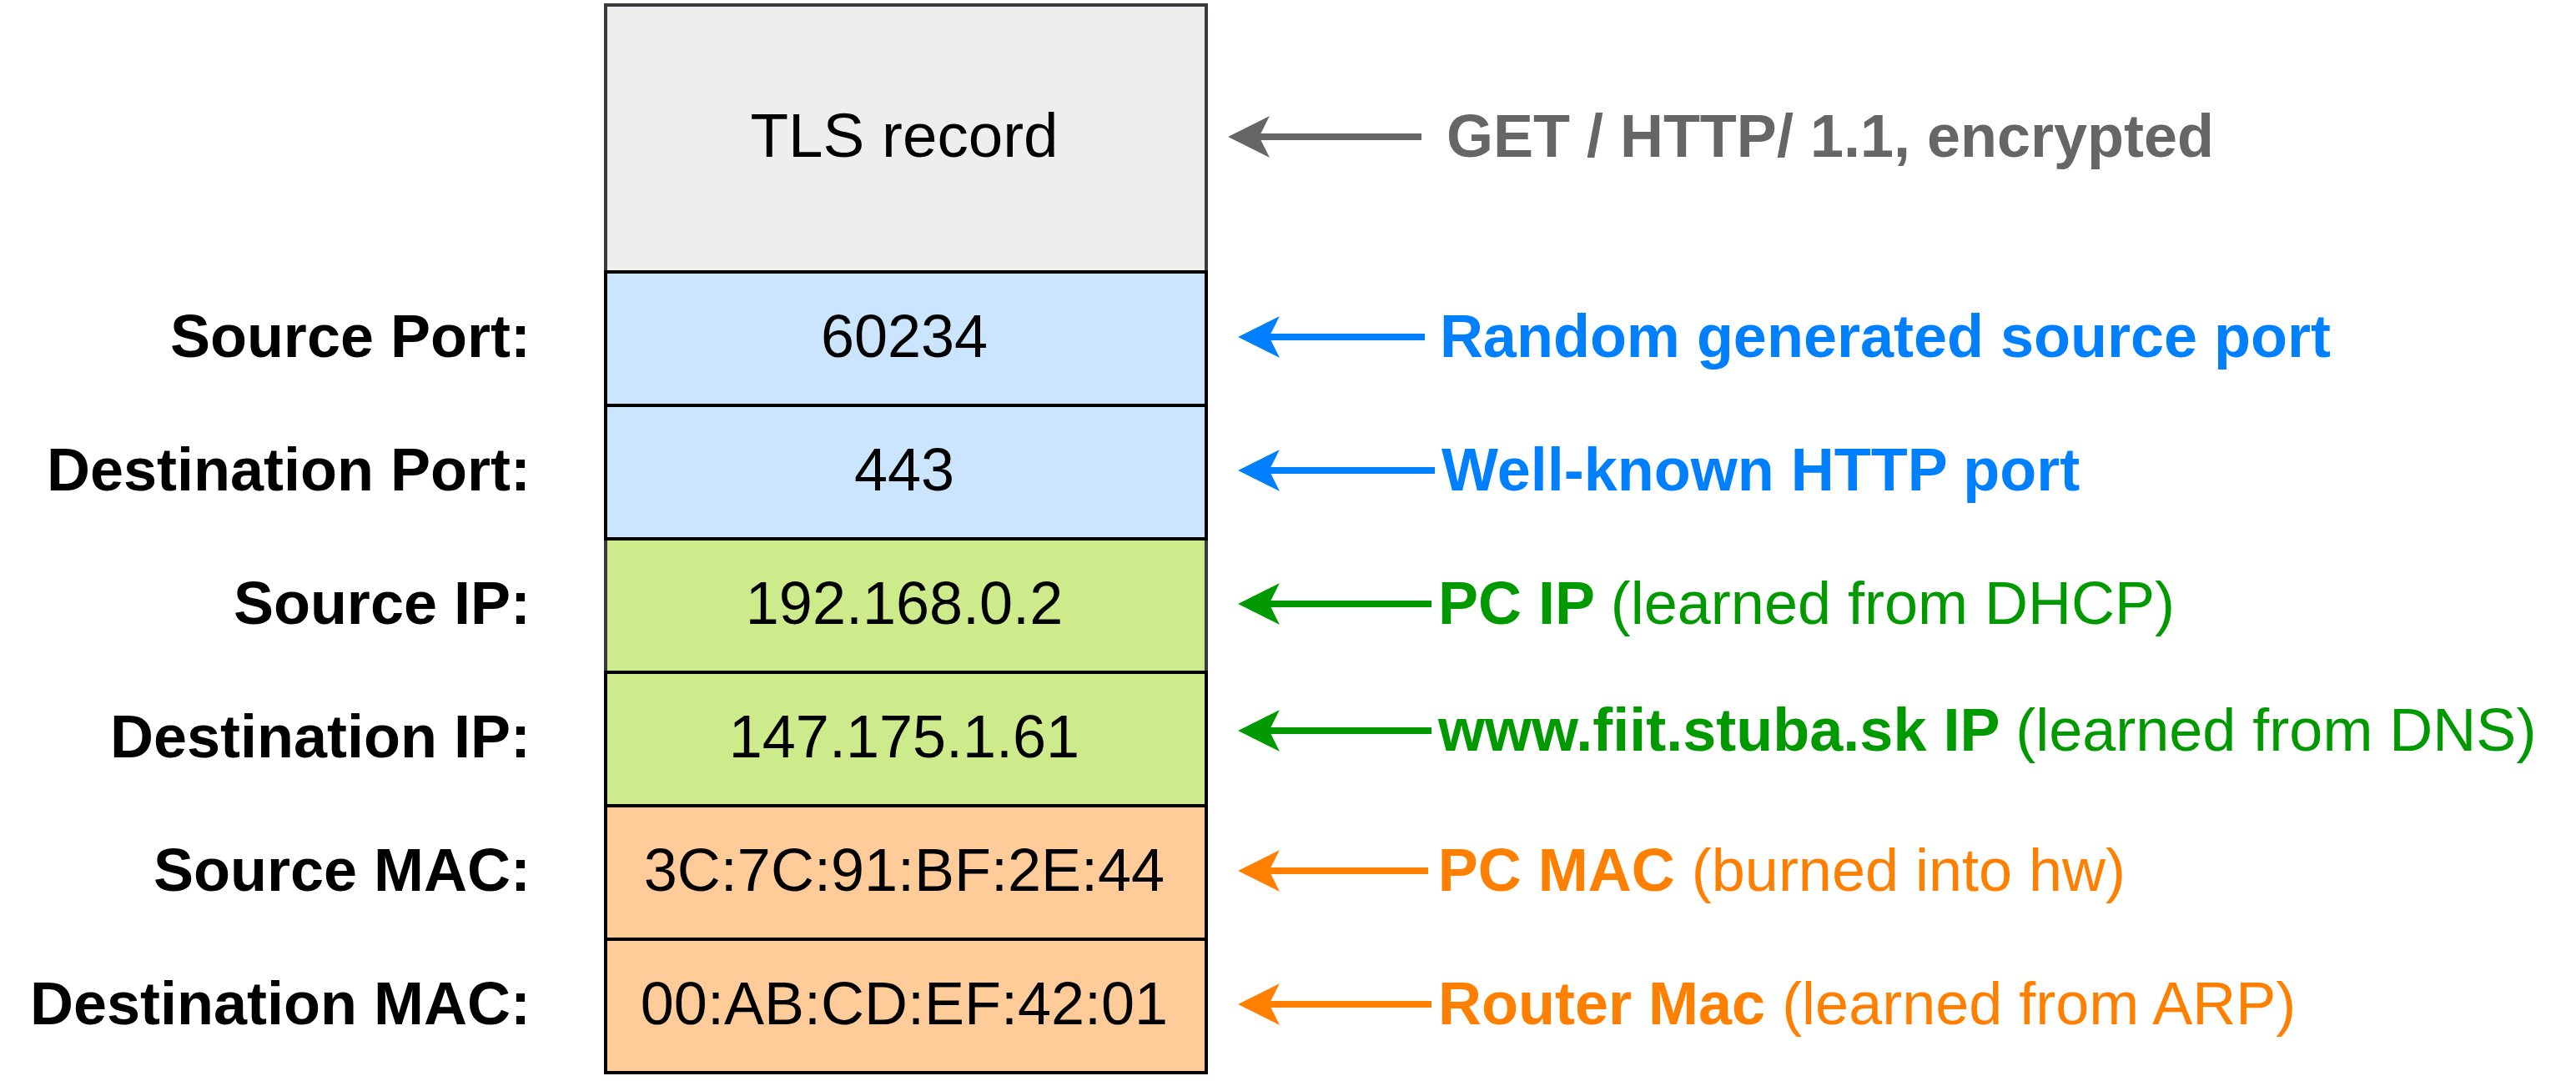 TLS record
GET / HTTP/ 1.1, encrypted
Source Port:
60234
Random generated source port
Destination Port:
443
Well-known HTTP port
Source IP:
192.168.0.2
PC IP (learned from DHCP)
Destination IP:
147.175.1.61
www.fiit.stuba.sk IP (learned from DNS)
Source MAC:
3C:7C:91:BF:2E:44
PC MAC (burned into hw)
Destination MAC:
00:AB:CD:EF:42:01
Router Mac (learned from ARP)